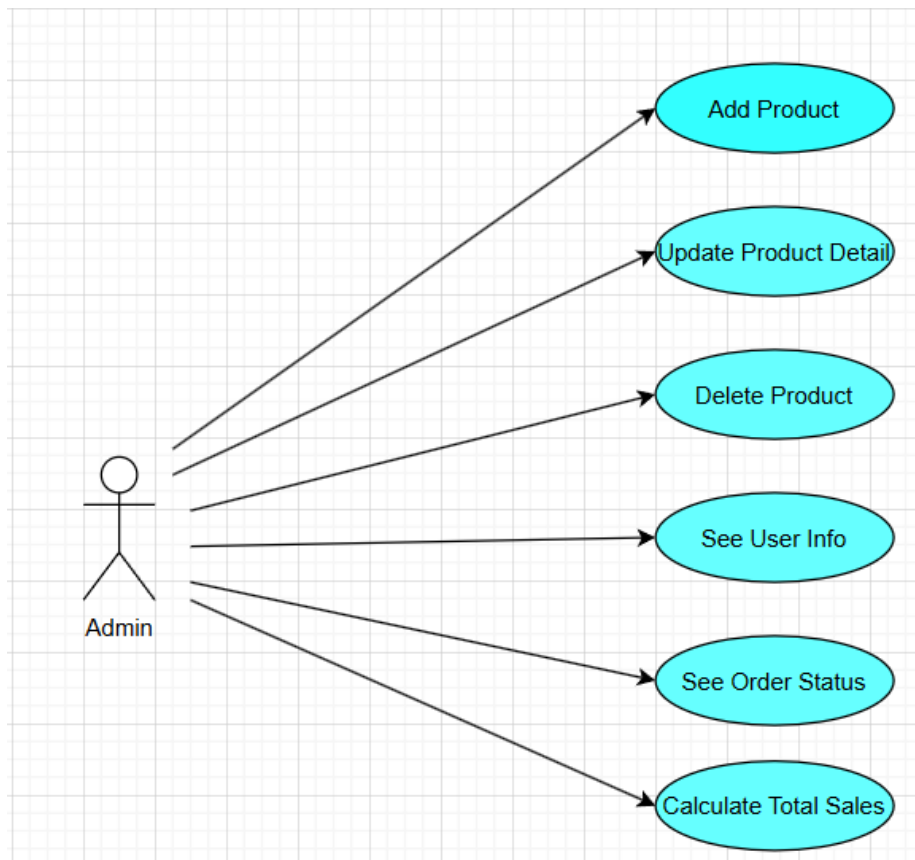 Add Product
Update Product Detail
Delete Product
See User Info
Admin
See Order Status
Calculate Total Sales